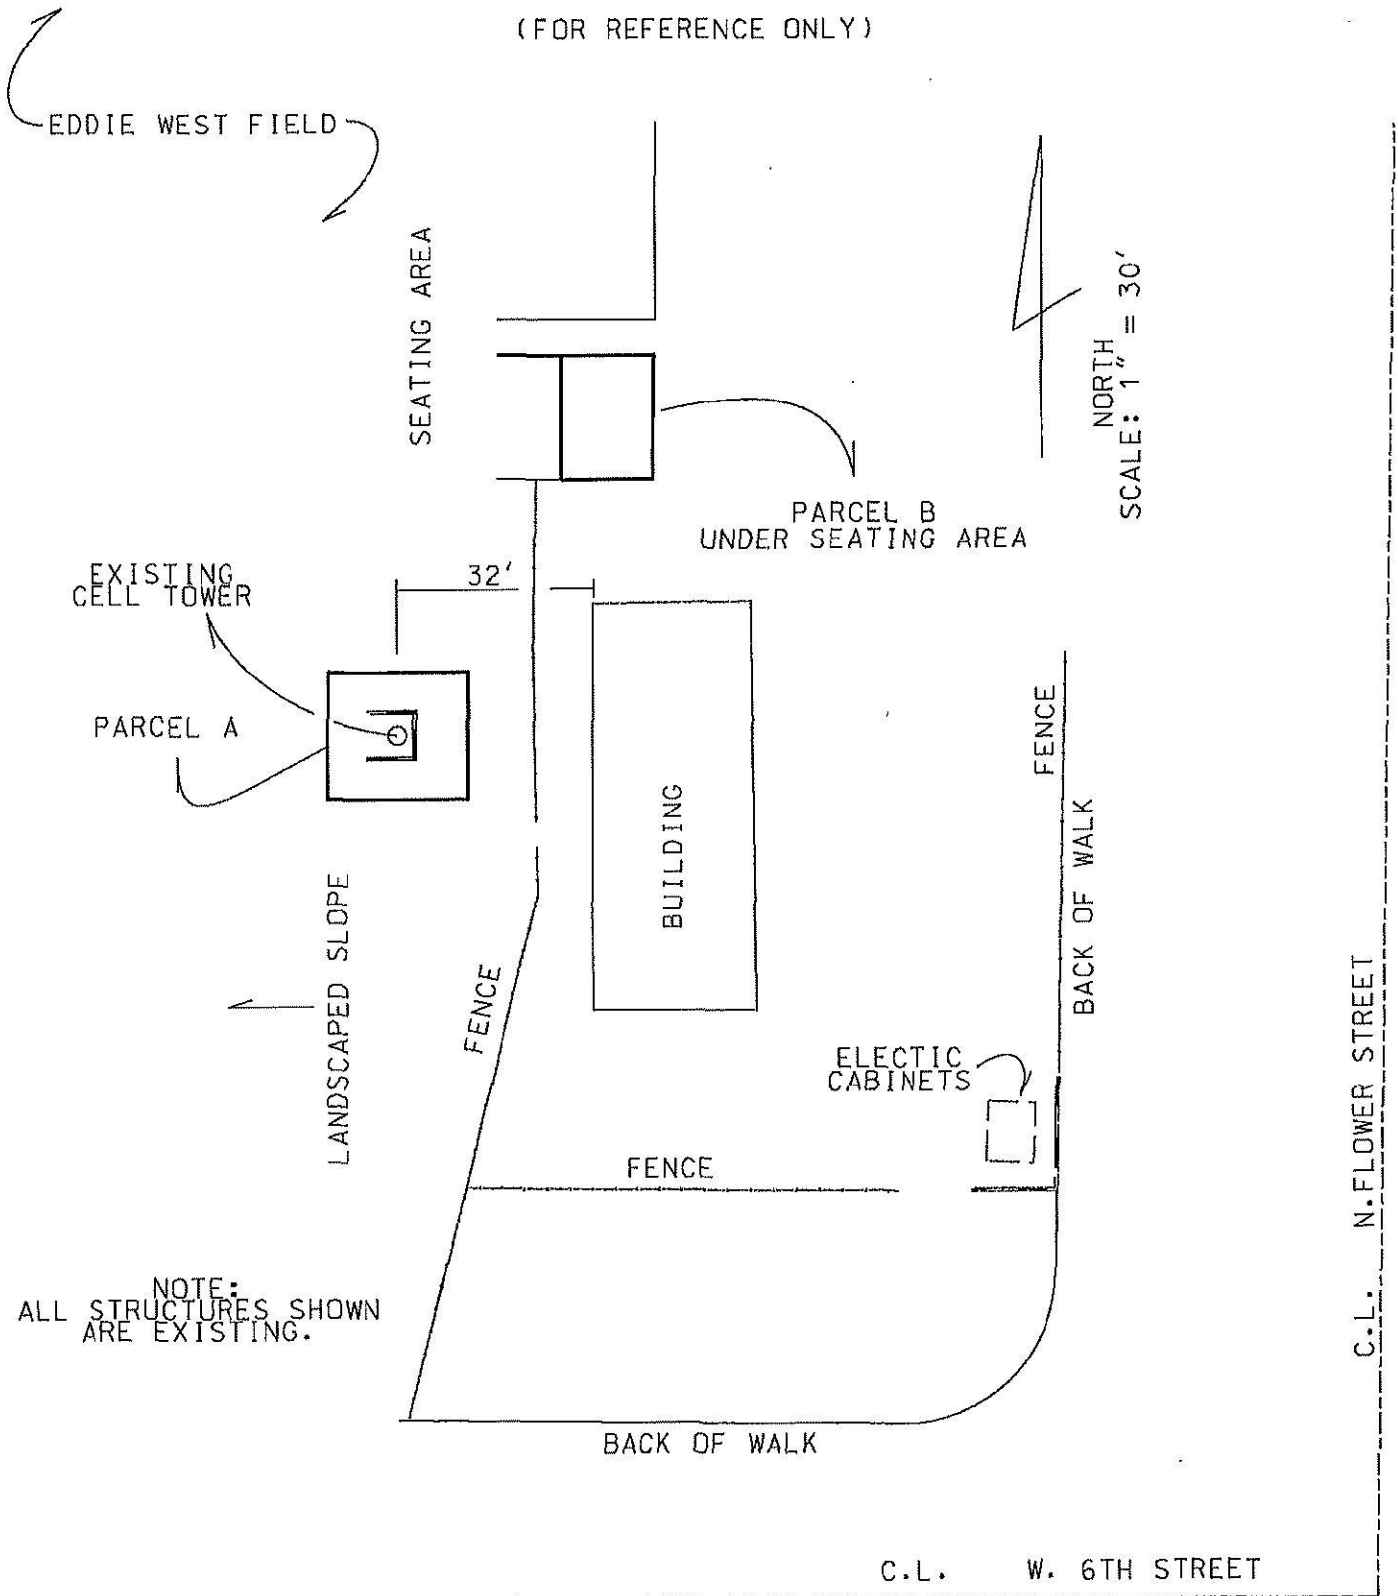 (FOR REFERENCE ONLY)
EDDIE WEST FIELD
SEATING AREA
NORTH
SCALE: 1" = 30'
PARCEL B
UNDER SEATING AREA
EXISTING
CELL TOWER
32'
PARCEL A
BUILDING
FENCE
BACK OF WALK
LANDSCAPED SLOPE
FENCE
ELECTIC
CABINETS
FENCE
C.L. N.FLOWER STREET
NOTE:
ALL STRUCTURES SHOWN
ARE EXISTING.
BACK OF WALK
C.L. W. 6TH STREET